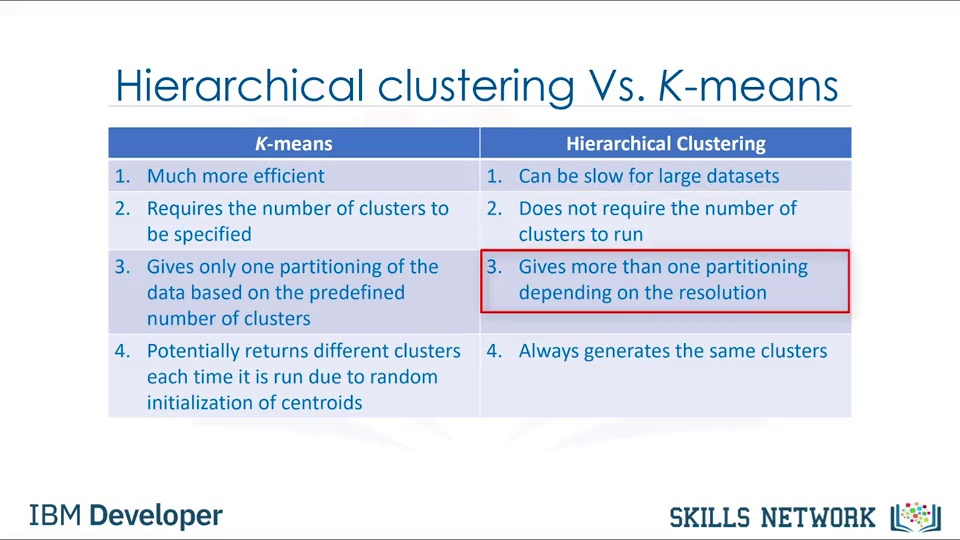 Hierarchical clustering Vs. K-means
K-means
Hierarchical Clustering
1. Much more efficient
1. Can be slow for large datasets
2. Requires the number of clusters to
be specified
2. Does not require the number of
clusters to run
3. Gives only one partitioning of the
data based on the predefined
number of clusters
3. Gives more than one partitioning
depending on the resolution
4. Potentially returns different clusters
each time it is run due to random
initialization of centroids
4. Always generates the same clusters
IBM Developer
SKILLS NETWORK